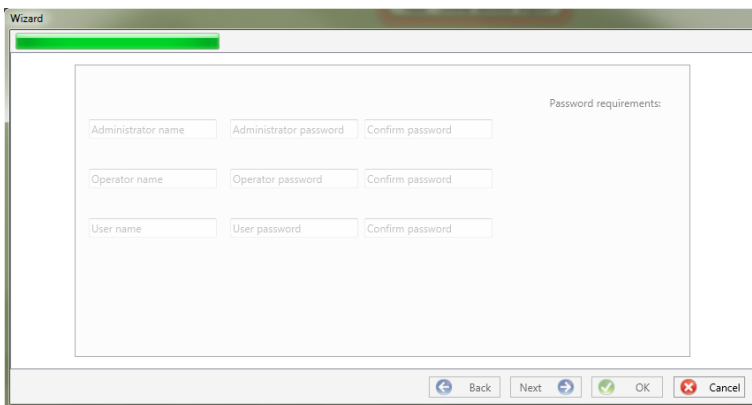 Wizard
Password requirements:
Administrator name Administrator password Confirm password
Operator name Operator password Confirm password
User name User password Confirm password
Back Next OK Cancel